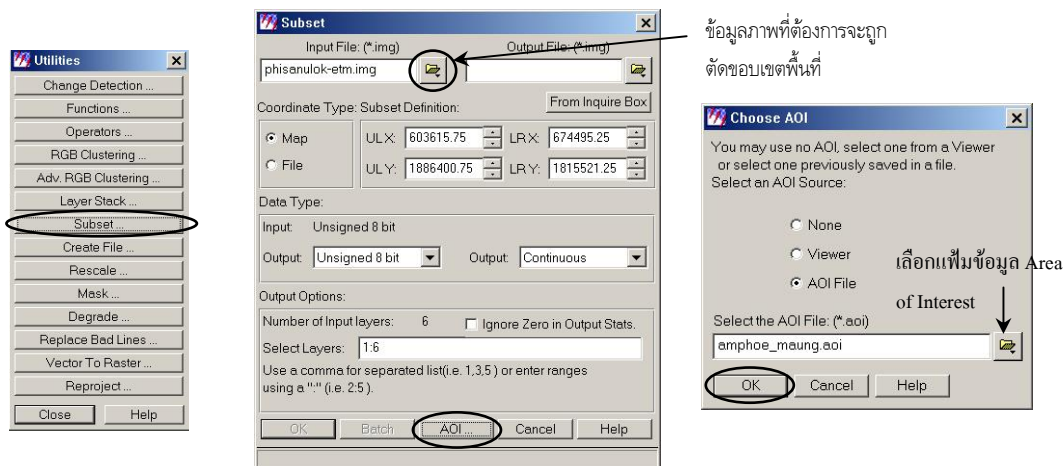 Utilities
Change Detection ...
Functions ...
Operators ...
RGB Clustering ...
Adv. RGB Clustering ...
Layer Stack ...
Subset ...
Create File ...
Rescale ...
Mask ...
Degrade ...
Replace Bad Lines ...
Vector To Raster ...
Reproject ...
Close Help
Subset
Input File: (*.img) Output File: (*.img)
phisanulok-etm.img
Coordinate Type: Subset Definition: From Inquire Box
Map ULX: 603615.75 LRX: 674495.25
File ULY: 1886400.75 LRY: 1815521.25
Data Type:
Input: Unsigned 8 bit
Output: Unsigned 8 bit Output: Continuous
Output Options:
Number of Input layers: 6 Ignore Zero in Output Stats.
Select Layers: 1:6
Use a comma for separated list(i.e. 1,3,5 ) or enter ranges
using a ":" (i.e. 2:5 ).
OK Batch AOI ... Cancel Help
ข้อมูลภาพที่ต้องการจะถูก
ตัดขอบเขตพื้นที่
Choose AOI
You may use no AOI, select one from a Viewer
or select one previously saved in a file.
Select an AOI Source:
None
Viewer
AOI File
เลือกแฟ้มข้อมูล Area
of Interest
Select the AOI File: (*.aoi)
amphoe_maung.aoi
OK Cancel Help